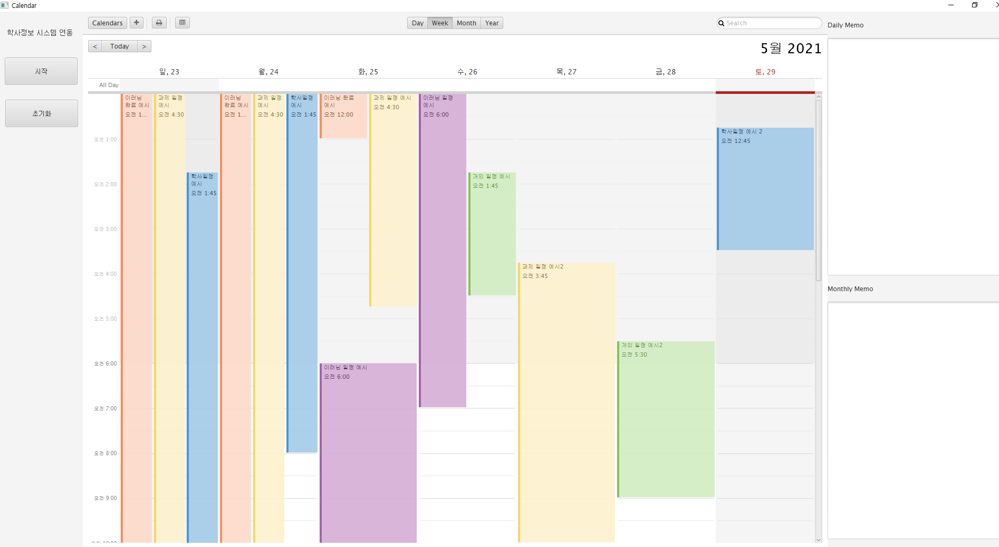 Calendar
학사정보 시스템 연동
시작
초기화
Calendars
+
Day
Week
Month
Year
Search
Daily Memo
<
Today
>
5월 2021
일, 23
월, 24
화, 25
수, 26
목, 27
금, 28
토, 29
All Day
오전 1:00
오전 2:00
오전 3:00
오전 4:00
오전 5:00
오전 6:00
오전 7:00
오전 8:00
오전 9:00
이러닝
완료 예시
오전 1...
과제 일정
예시
오전 4:30
학사일정
예시
오전 1:45
이러닝
완료 예시
오전 1...
과제 일정
예시
오전 4:30
학사일정
예시
오전 1:45
이러닝 완료
예시
오전 12:00
과제 일정 예시
오전 4:30
이러닝 일정 예시
오전 6:00
이러닝 일정
예시
오전 6:00
개인 일정 예시
오전 1:45
과제 일정 예시2
오전 3:45
개인 일정 예시2
오전 5:30
학사일정 예시 2
오전 12:45
Monthly Memo